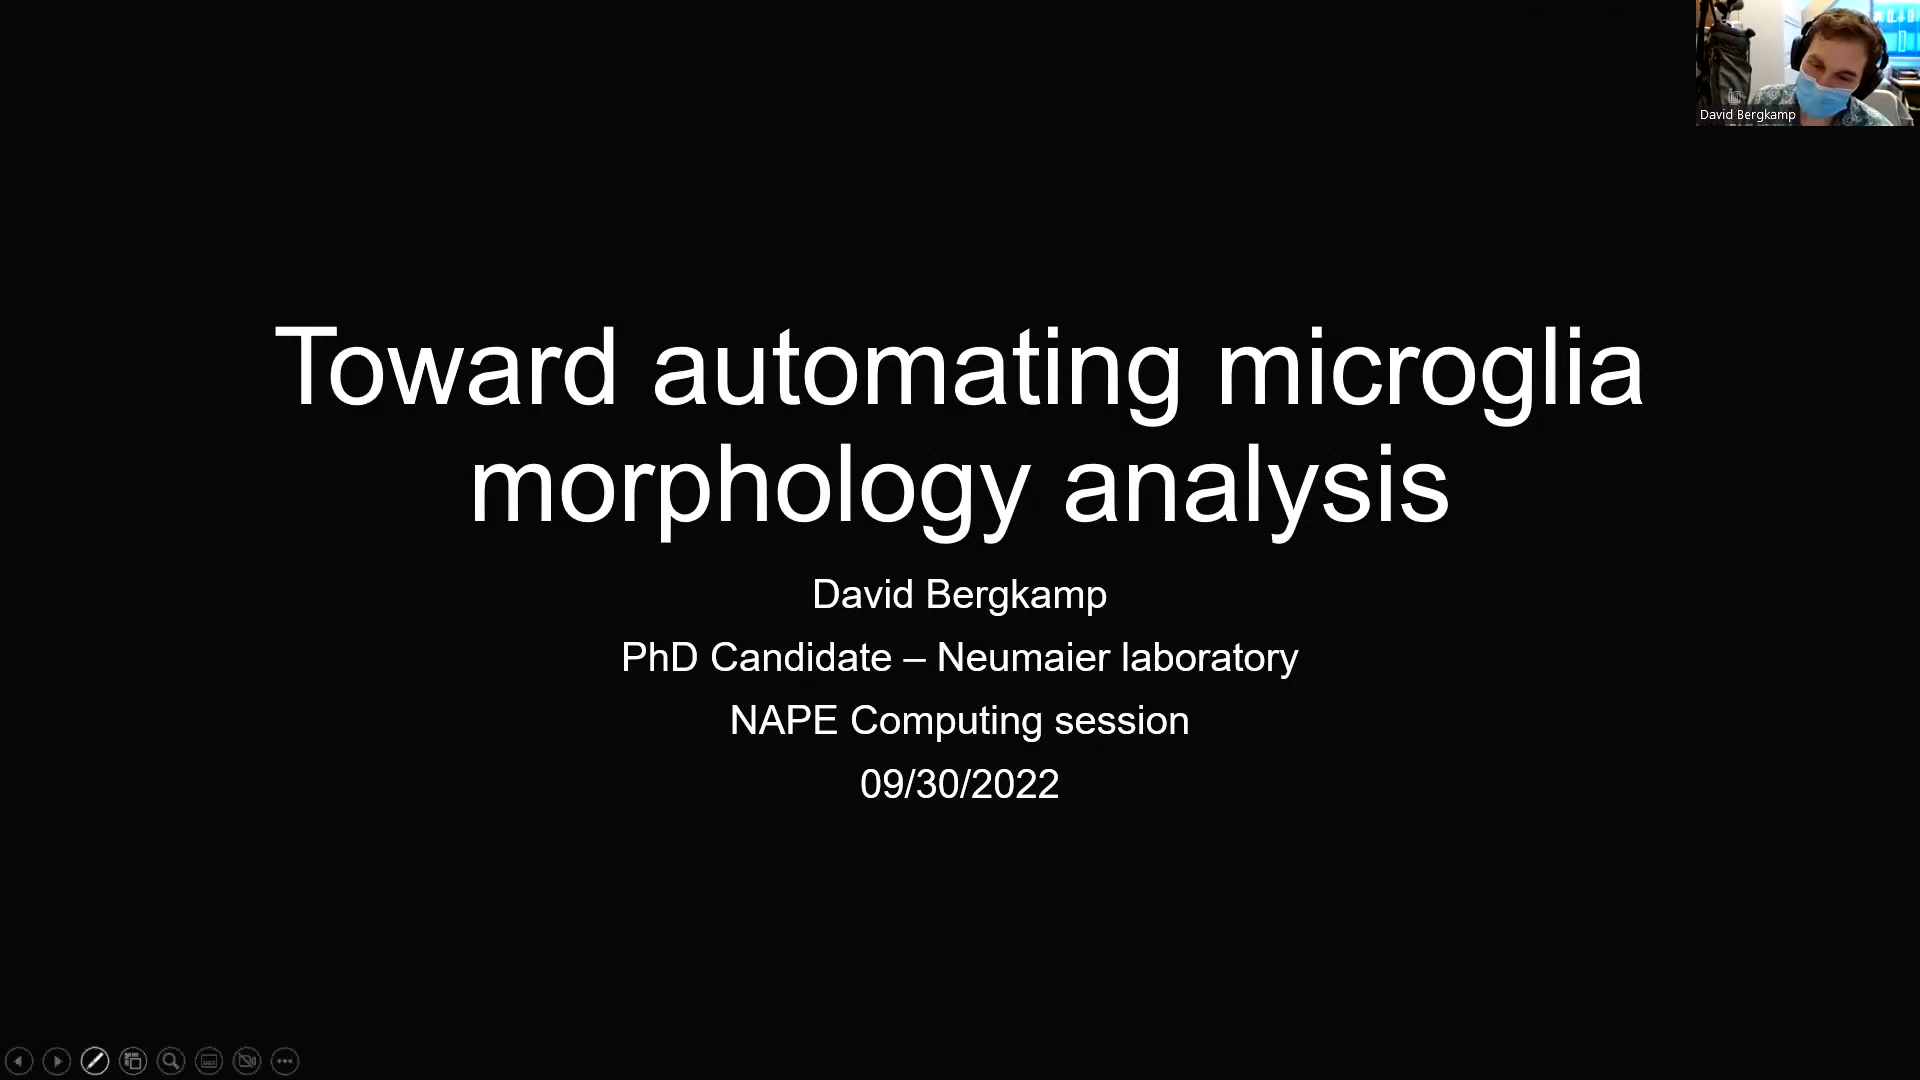 David Bergkamp
Toward automating microglia
morphology analysis
David Bergkamp
PhD Candidate – Neumaier laboratory
NAPE Computing session
09/30/2022